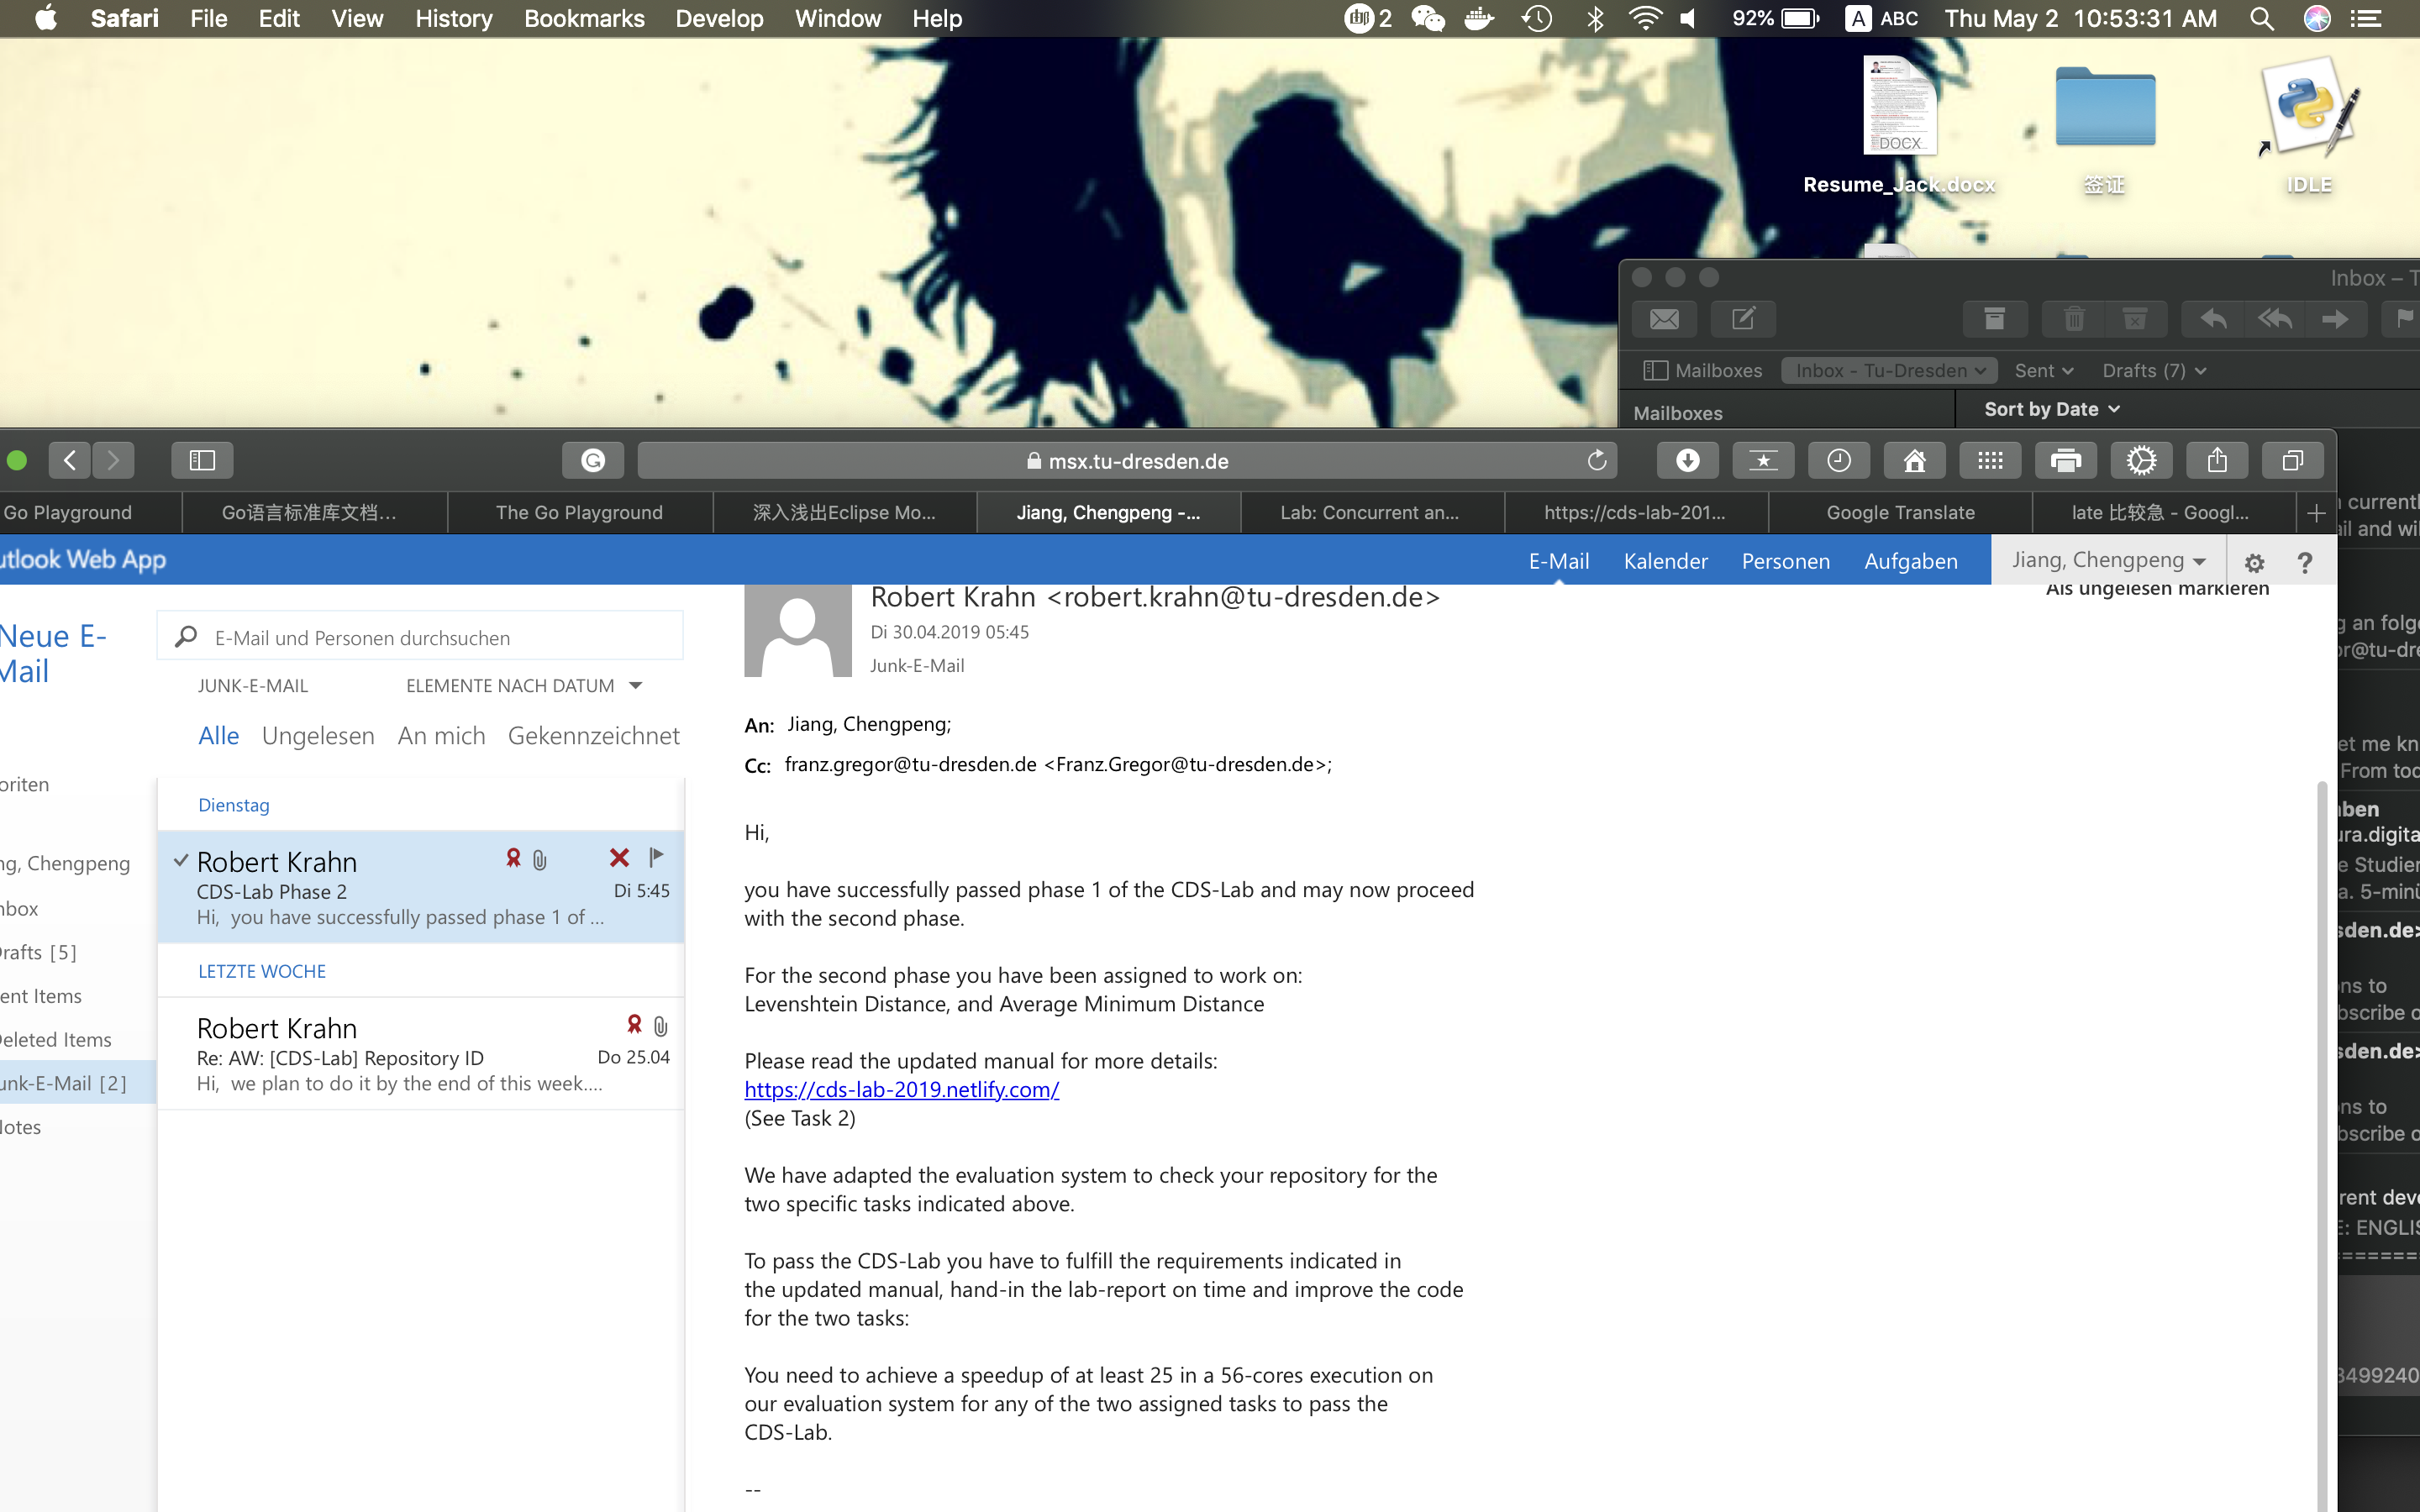 Safari File Edit View History Bookmarks Develop Window Help
2 92% A ABC Thu May 2 10:53:31 AM
DOCX
Resume_Jack.docx
签证
IDLE
Inbox – T
Mailboxes Inbox - Tu-Dresden Sent Drafts (7)
Mailboxes
Sort by Date
msx.tu-dresden.de
Go Playground
Go语言标准库文档...
The Go Playground
深入浅出Eclipse Mo...
Jiang, Chengpeng -...
Lab: Concurrent an...
https://cds-lab-201...
Google Translate
late 比较急 - Googl...
utlook Web App
E-Mail Kalender Personen Aufgaben
Jiang, Chengpeng
?
Neue E-
Mail
oriten
ng, Chengpeng
nbox
Drafts [5]
ent Items
Deleted Items
unk-E-Mail [2]
Notes
E-Mail und Personen durchsuchen
JUNK-E-MAIL ELEMENTE NACH DATUM
Alle Ungelesen An mich Gekennzeichnet
Dienstag
Robert Krahn
CDS-Lab Phase 2 Di 5:45
Hi, you have successfully passed phase 1 of ...
LETZTE WOCHE
Robert Krahn
Re: AW: [CDS-Lab] Repository ID Do 25.04
Hi, we plan to do it by the end of this week....
Als ungelesen markieren
Robert Krahn <robert.krahn@tu-dresden.de>
Di 30.04.2019 05:45
Junk-E-Mail
An: Jiang, Chengpeng;
Cc: franz.gregor@tu-dresden.de <Franz.Gregor@tu-dresden.de>;
Hi,
you have successfully passed phase 1 of the CDS-Lab and may now proceed
with the second phase.
For the second phase you have been assigned to work on:
Levenshtein Distance, and Average Minimum Distance
Please read the updated manual for more details:
https://cds-lab-2019.netlify.com/
(See Task 2)
We have adapted the evaluation system to check your repository for the
two specific tasks indicated above.
To pass the CDS-Lab you have to fulfill the requirements indicated in
the updated manual, hand-in the lab-report on time and improve the code
for the two tasks:
You need to achieve a speedup of at least 25 in a 56-cores execution on
our evaluation system for any of the two assigned tasks to pass the
CDS-Lab.
--
n currentl
ail and wil
g an folge
or@tu-dre
et me kn
From tod
aben
ura.digita
e Studien
a. 5-minü
sden.de>
ons to
bscribe o
sden.de>
ons to
bscribe o
rent deve
E: ENGLIS
=======
8499240